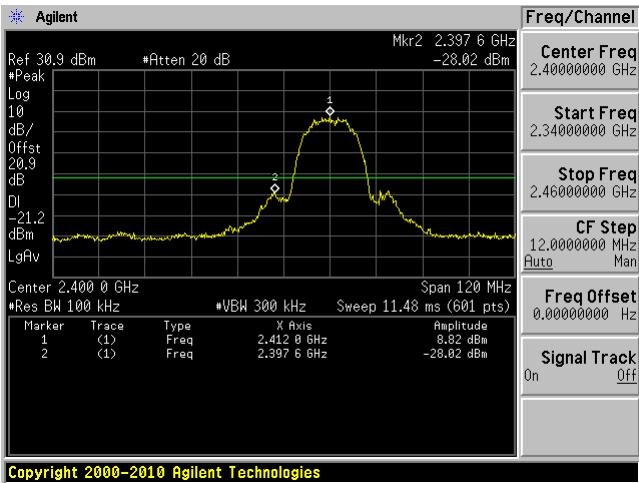 Agilent
Freq/Channel
Mkr2 2.397 6 GHz
Ref 30.9 dBm #Atten 20 dB -28.02 dBm
#Peak
Log
10
dB/
Offst
20.9
dB
DI
-21.2
dBm
LgAv
1
2
Center 2.400 0 GHz Span 120 MHz
#Res BW 100 kHz #VBW 300 kHz Sweep 11.48 ms (601 pts)
Marker Trace Type X Axis Amplitude
1 (1) Freq 2.412 0 GHz 8.82 dBm
2 (1) Freq 2.397 6 GHz -28.02 dBm
Center Freq
2.40000000 GHz
Start Freq
2.34000000 GHz
Stop Freq
2.46000000 GHz
CF Step
12.0000000 MHz
Auto Man
Freq Offset
0.00000000 Hz
Signal Track
On Off
Copyright 2000-2010 Agilent Technologies